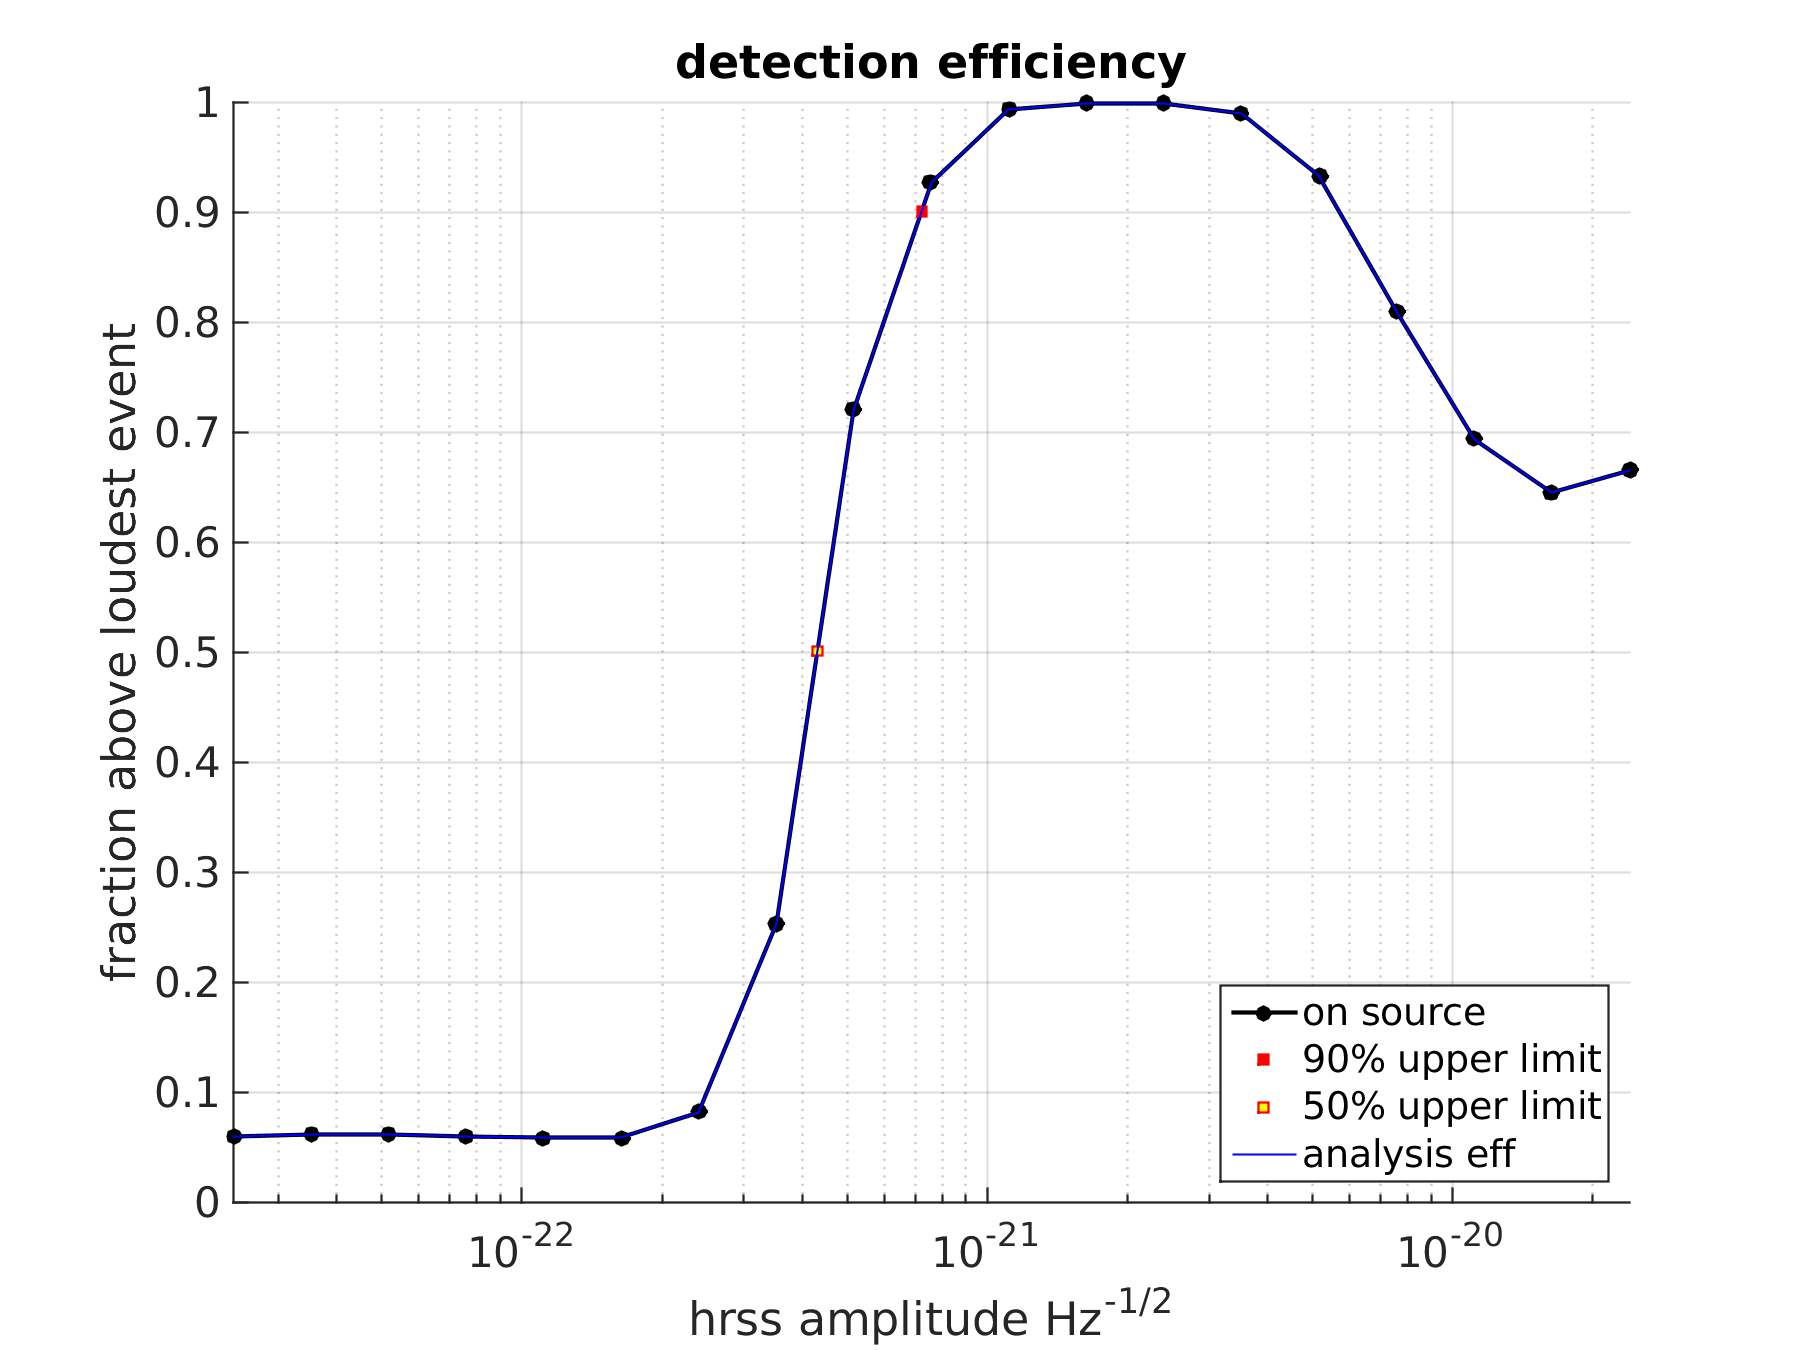 detection efficiency
fraction above loudest event
1
0.9
0.8
0.7
0.6
0.5
0.4
0.3
0.2
0.1
0
on source
90% upper limit
50% upper limit
analysis eff
10-22 10-21 10-20
hrss amplitude Hz-1/2